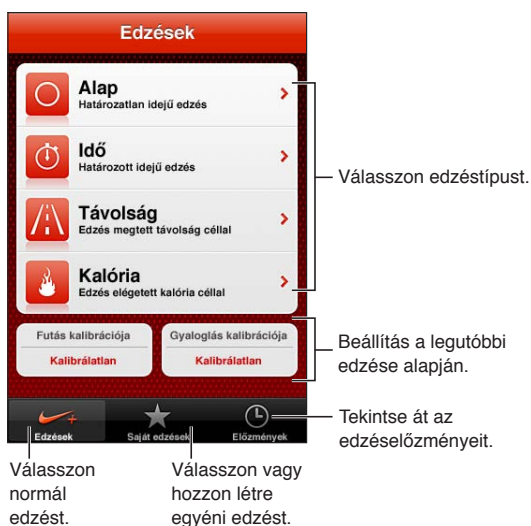 Edzések
Alap
Határozatlan idejű edzés
Idő
Határozott idejű edzés
Távolság
Edzés megtett távolság céllal
Kalória
Edzés elégetett kalória céllal
Válasszon edzéstípust.
Futás kalibrációja
Kalibrálatlan
Gyaloglás kalibrációja
Kalibrálatlan
Beállítás a legutóbbi
edzése alapján.
Edzések
Saját edzések
Előzmények
Tekintse át az
edzéselőzményeit.
Válasszon
normál
edzést.
Válasszon vagy
hozzon létre
egyéni edzést.